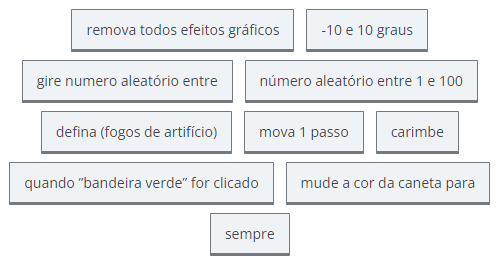 remova todos efeitos gráficos
-10 e 10 graus
gire numero aleatório entre
número aleatório entre 1 e 100
defina (fogos de artifício)
mova 1 passo
carimbe
quando ”bandeira verde” for clicado
mude a cor da caneta para
sempre